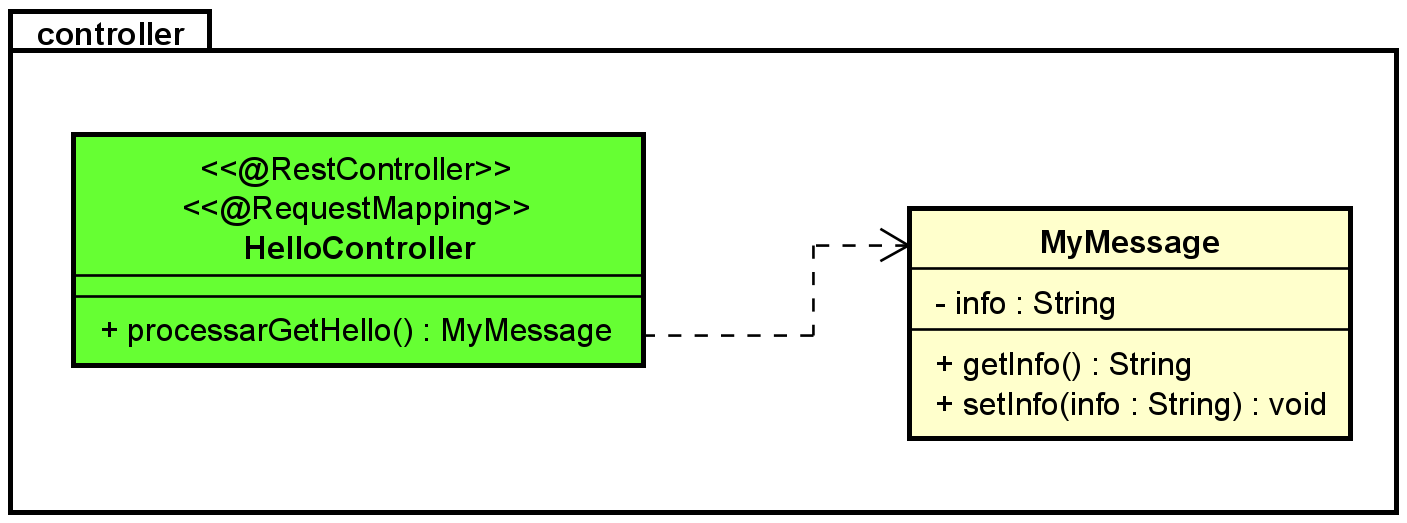 controller
<<@RestController>>
<<@RequestMapping>>
HelloController
+ processarGetHello() : MyMessage
MyMessage
- info : String
+ getInfo() : String
+ setInfo(info : String) : void